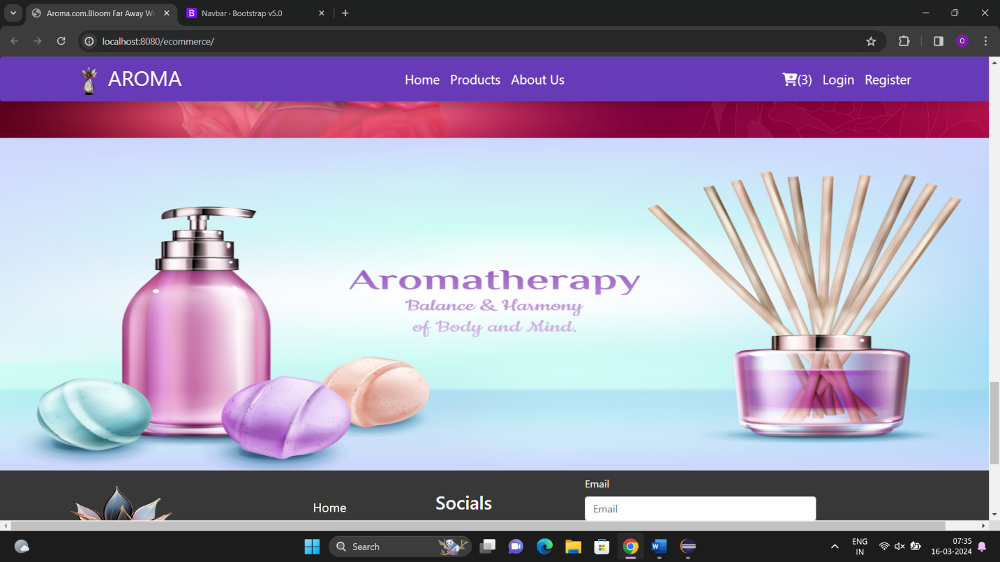 Aroma.com.Bloom Far Away Wi
Navbar · Bootstrap v5.0
localhost:8080/ecommerce/
O
AROMA
Home Products About Us
(3) Login Register
Aromatherapy
Balance & Harmony
of Body and Mind.
Email
Home
Socials
Email
Search
ENG
IN
07:35
16-03-2024